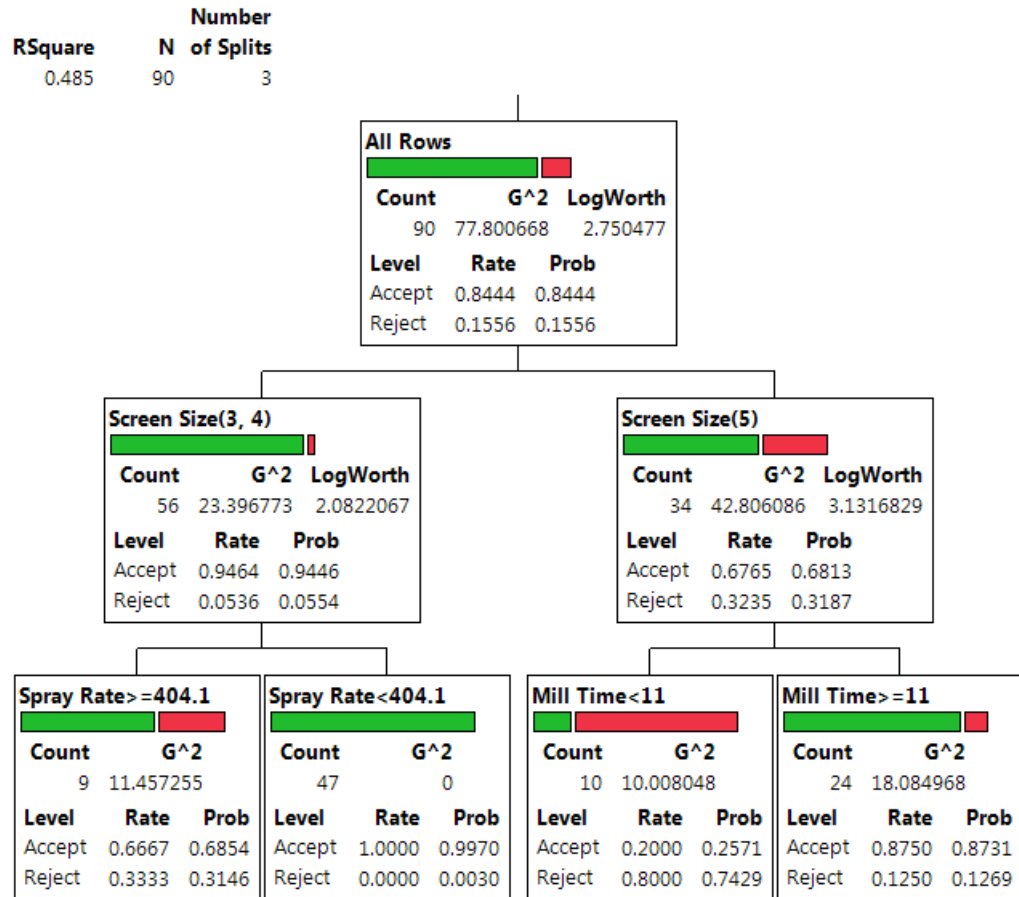 Number
RSquare N of Splits
0.485 90 3
All Rows
Count G^2 LogWorth
90 77.800668 2.750477
Level Rate Prob
Accept 0.8444 0.8444
Reject 0.1556 0.1556
Screen Size(3, 4)
Count G^2 LogWorth
56 23.396773 2.0822067
Level Rate Prob
Accept 0.9464 0.9446
Reject 0.0536 0.0554
Screen Size(5)
Count G^2 LogWorth
34 42.806086 3.1316829
Level Rate Prob
Accept 0.6765 0.6813
Reject 0.3235 0.3187
Spray Rate>=404.1
Count G^2
9 11.457255
Level Rate Prob
Accept 0.6667 0.6854
Reject 0.3333 0.3146
Spray Rate<404.1
Count G^2
47 0
Level Rate Prob
Accept 1.0000 0.9970
Reject 0.0000 0.0030
Mill Time<11
Count G^2
10 10.008048
Level Rate Prob
Accept 0.2000 0.2571
Reject 0.8000 0.7429
Mill Time>=11
Count G^2
24 18.084968
Level Rate Prob
Accept 0.8750 0.8731
Reject 0.1250 0.1269